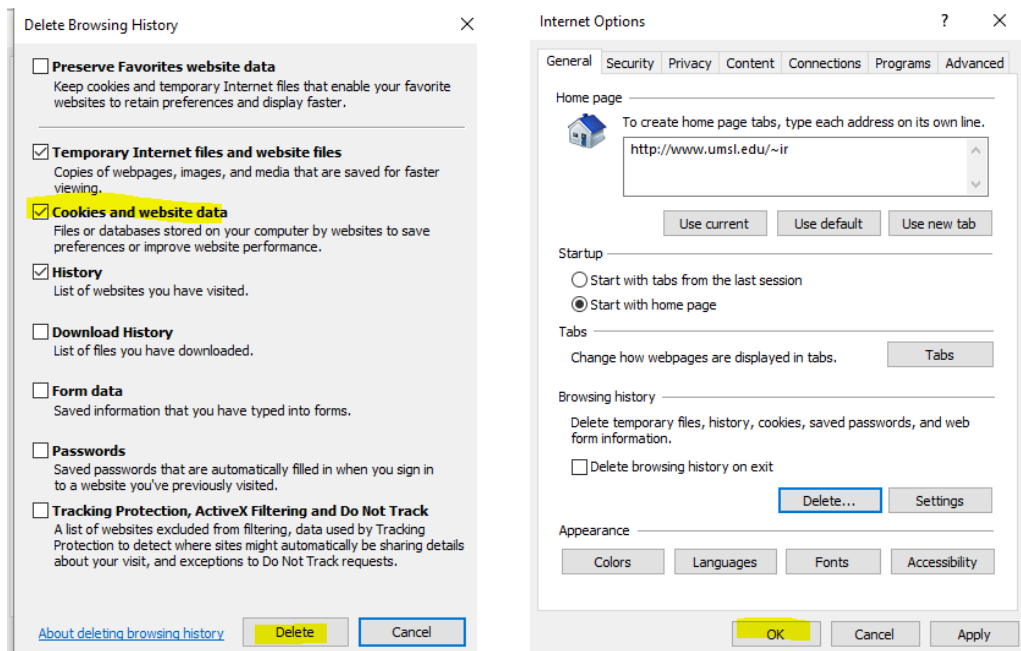 Delete Browsing History
Preserve Favorites website data
Keep cookies and temporary Internet files that enable your favorite
websites to retain preferences and display faster.
Temporary Internet files and website files
Copies of webpages, images, and media that are saved for faster
viewing.
Cookies and website data
Files or databases stored on your computer by websites to save
preferences or improve website performance.
History
List of websites you have visited.
Download History
List of files you have downloaded.
Form data
Saved information that you have typed into forms.
Passwords
Saved passwords that are automatically filled in when you sign in
to a website you've previously visited.
Tracking Protection, ActiveX Filtering and Do Not Track
A list of websites excluded from filtering, data used by Tracking
Protection to detect where sites might automatically be sharing details
about your visit, and exceptions to Do Not Track requests.
About deleting browsing history
Delete
Cancel
Internet Options
?
General
Security
Privacy
Content
Connections
Programs
Advanced
Home page
To create home page tabs, type each address on its own line.
http://www.umsl.edu/~ir
Use current
Use default
Use new tab
Startup
Start with tabs from the last session
Start with home page
Tabs
Change how webpages are displayed in tabs.
Tabs
Browsing history
Delete temporary files, history, cookies, saved passwords, and web
form information.
Delete browsing history on exit
Delete...
Settings
Appearance
Colors
Languages
Fonts
Accessibility
OK
Cancel
Apply